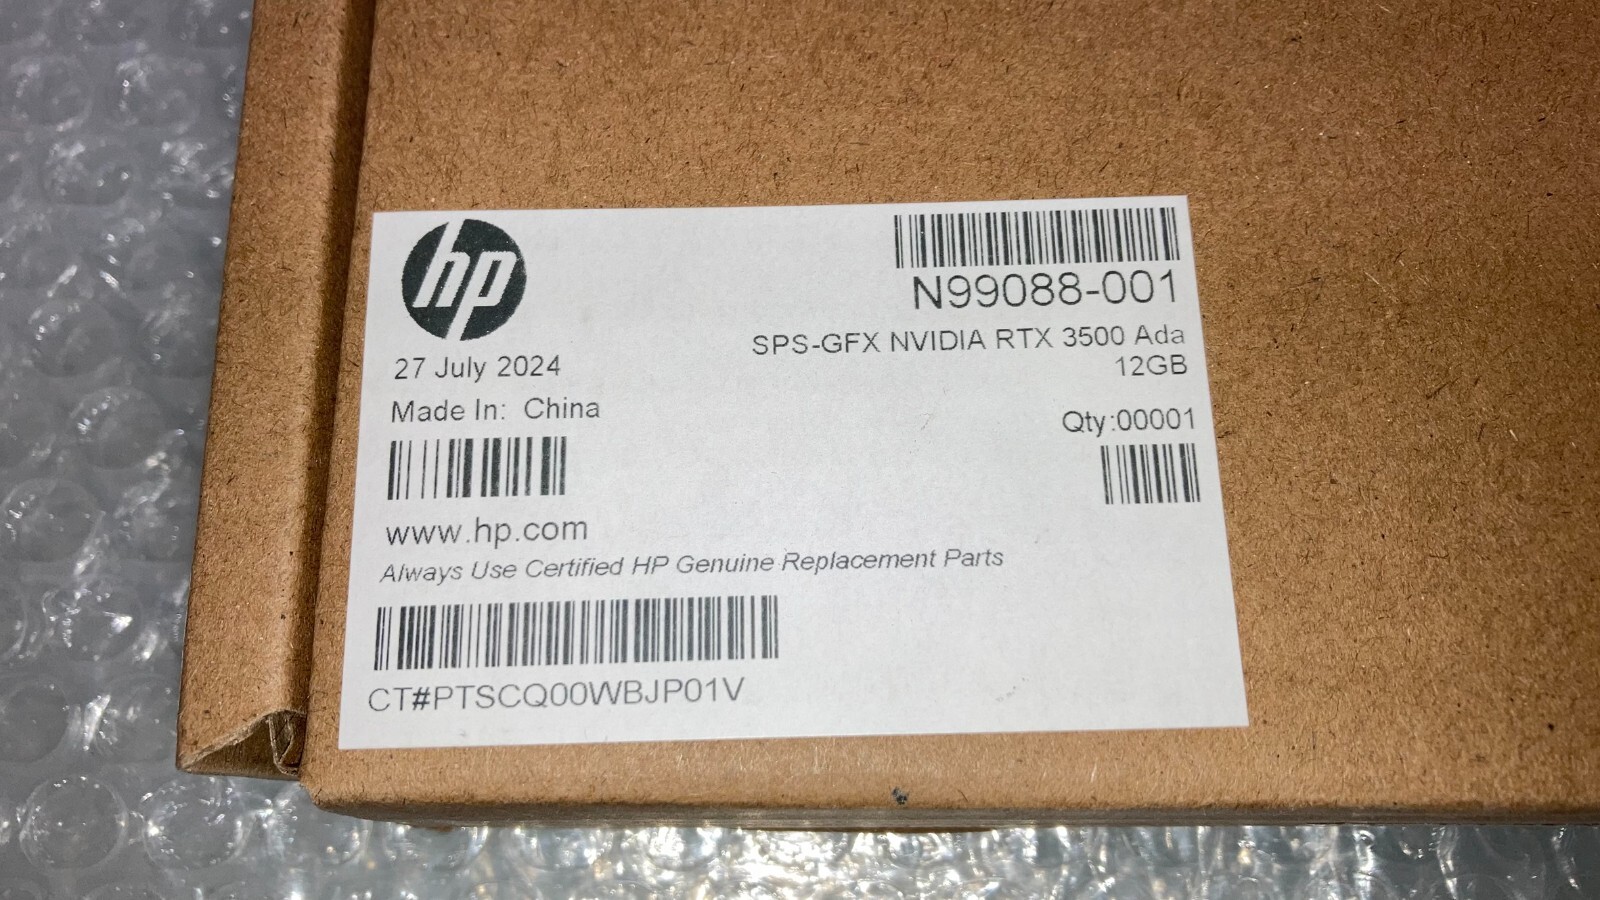 hp
N99088-001
SPS-GFX NVIDIA RTX 3500 Ada
12GB
27 July 2024
Made In: China
Qty:00001
www.hp.com
Always Use Certified HP Genuine Replacement Parts
CT#PTSCQ00WBJP01V